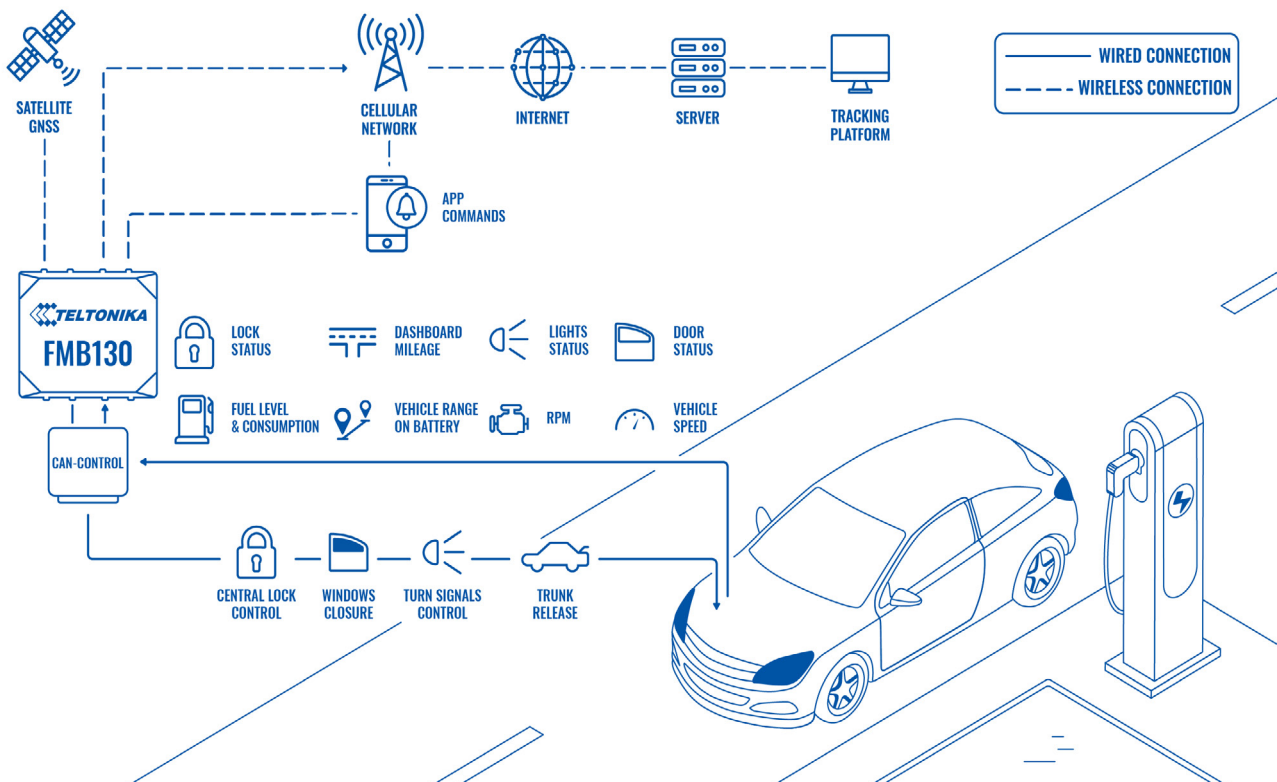 WIRED CONNECTION
WIRELESS CONNECTION
SATELLITE
GNSS
CELLULAR
NETWORK
INTERNET
SERVER
TRACKING
PLATFORM
APP
COMMANDS
TELTONIKA
FMB130
LOCK
STATUS
DASHBOARD
MILEAGE
LIGHTS
STATUS
DOOR
STATUS
FUEL LEVEL
& CONSUMPTION
VEHICLE RANGE
ON BATTERY
RPM
VEHICLE
SPEED
CAN-CONTROL
CENTRAL LOCK
CONTROL
WINDOWS
CLOSURE
TURN SIGNALS
CONTROL
TRUNK
RELEASE